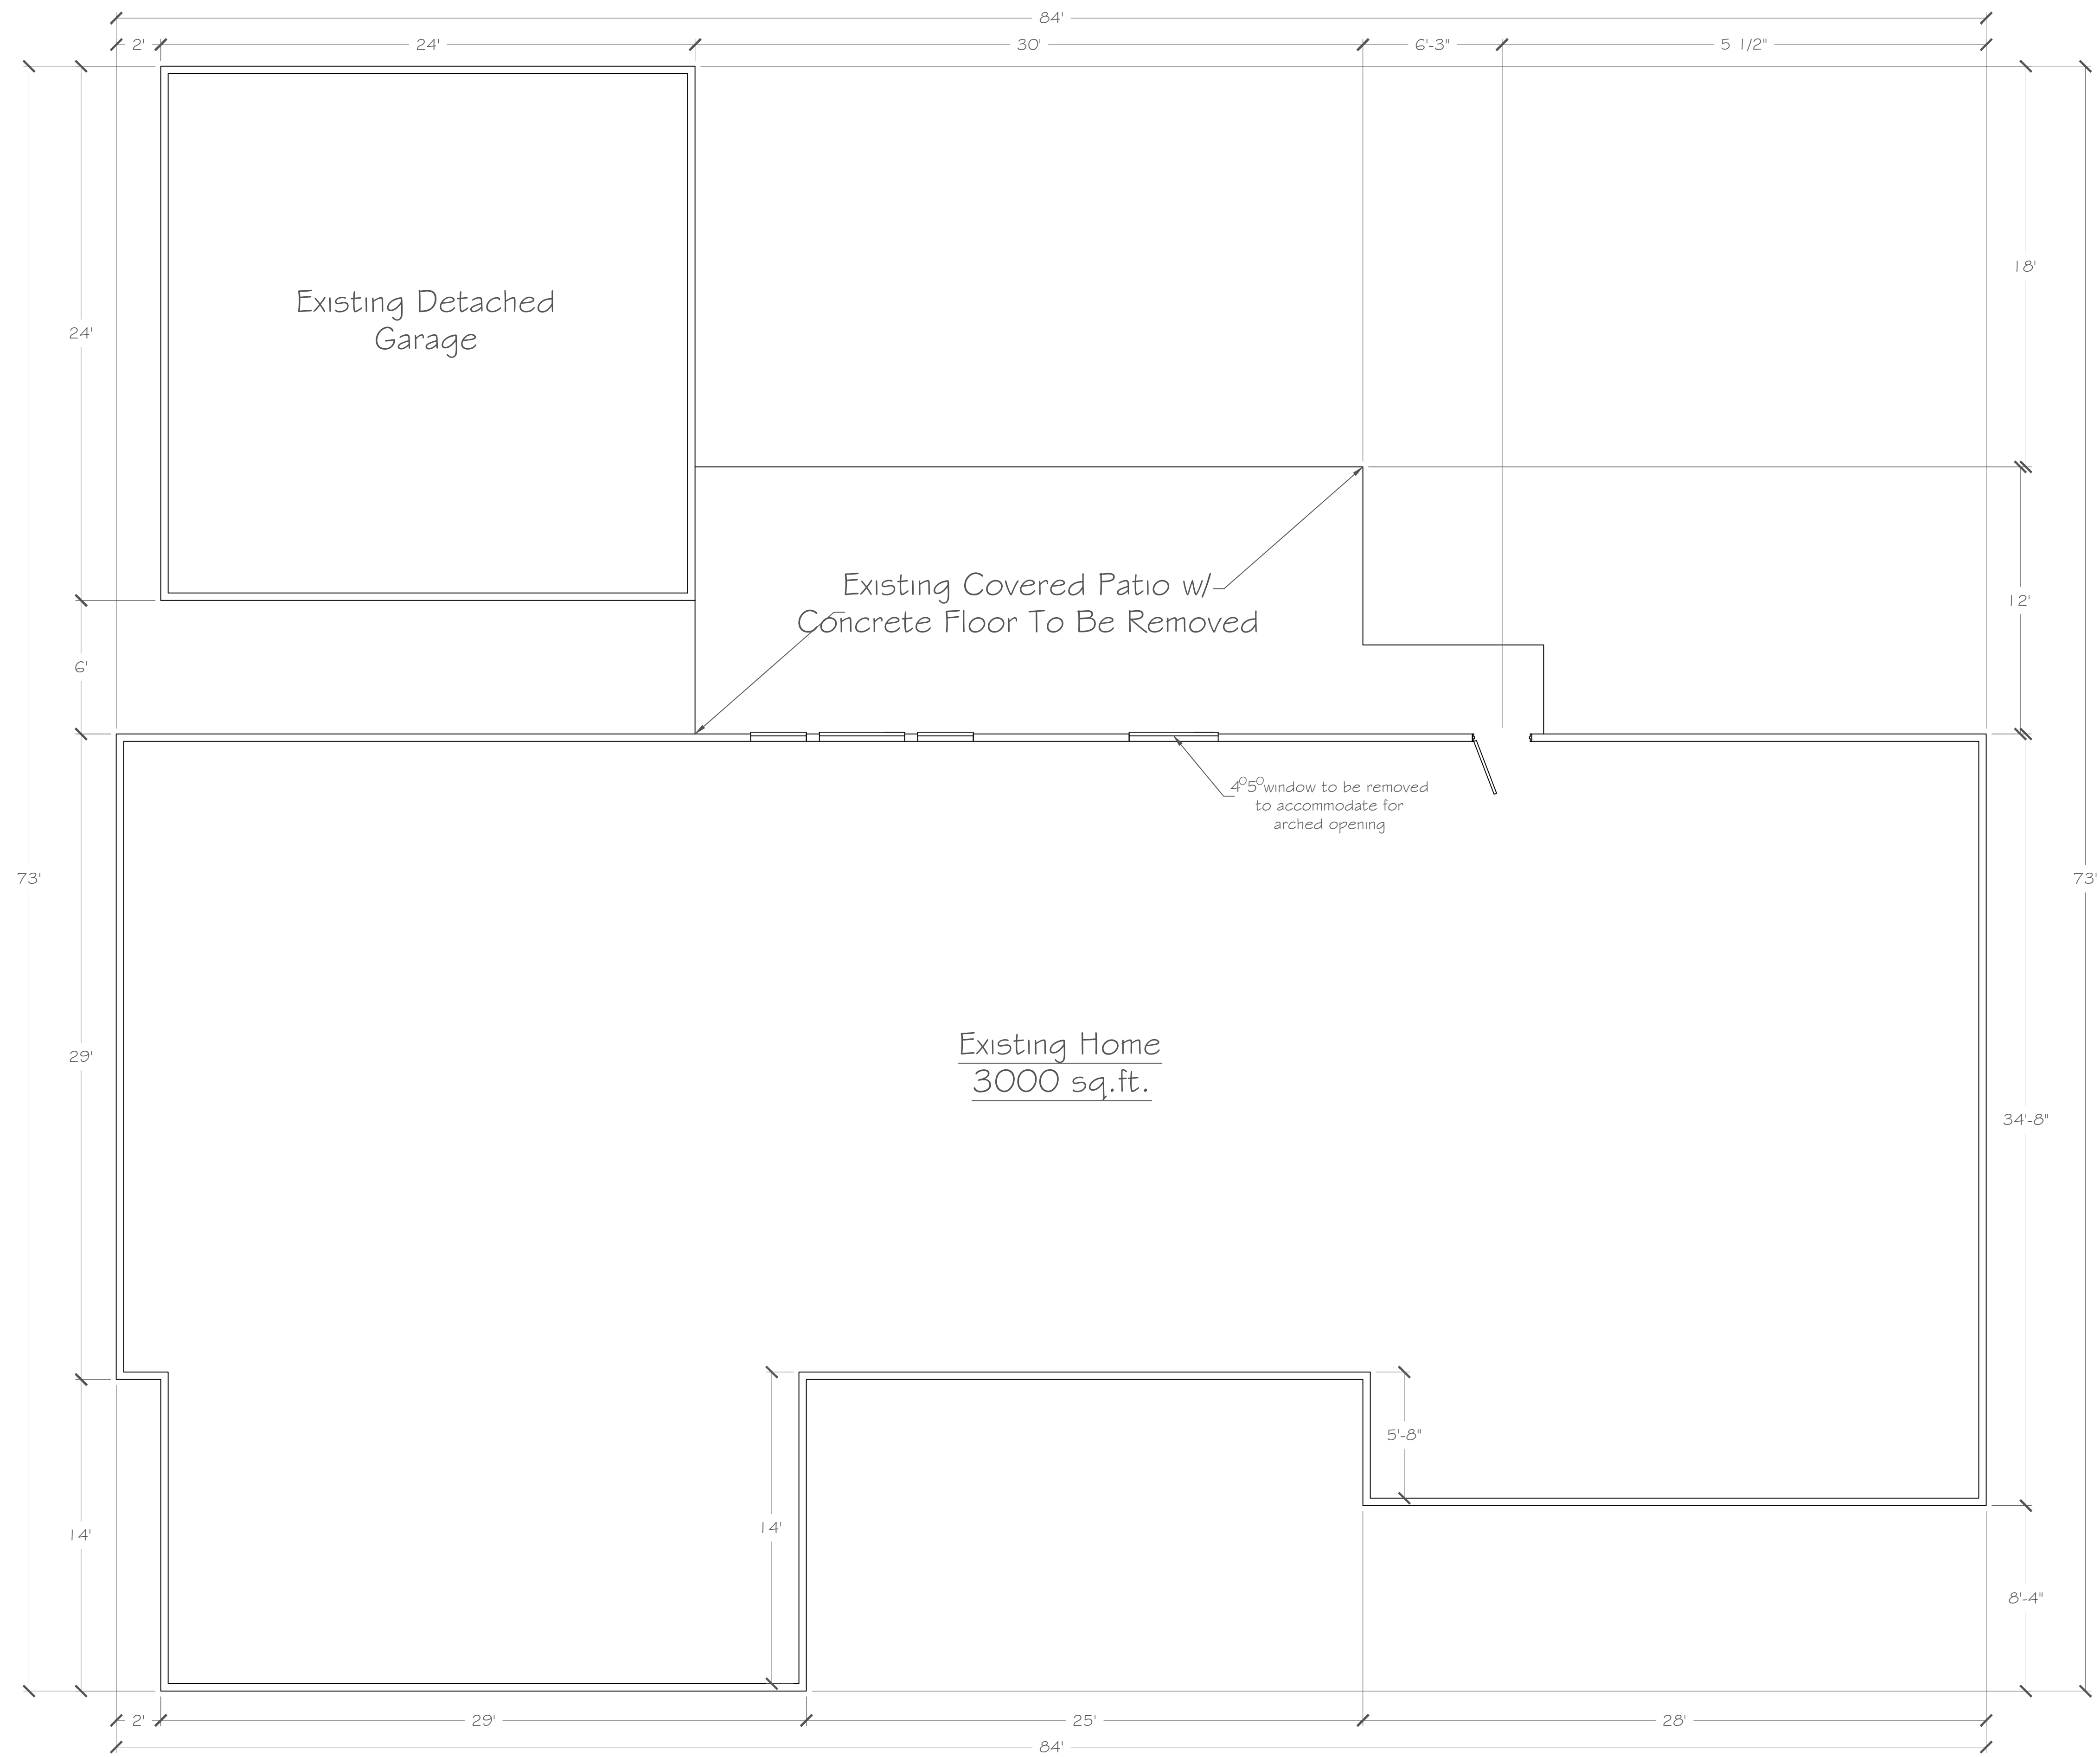 84'
2' 24' 30' 6'-3" 5 1/2"
18'
Existing Detached
Garage
24'
Existing Covered Patio w/
Concrete Floor To Be Removed
12'
6'
4⁰5⁰window to be removed
to accommodate for
arched opening
73'
73'
Existing Home
3000 sq.ft.
29'
34'-8"
5'-8"
14'
14'
8'-4"
2' 29' 25' 28'
84'